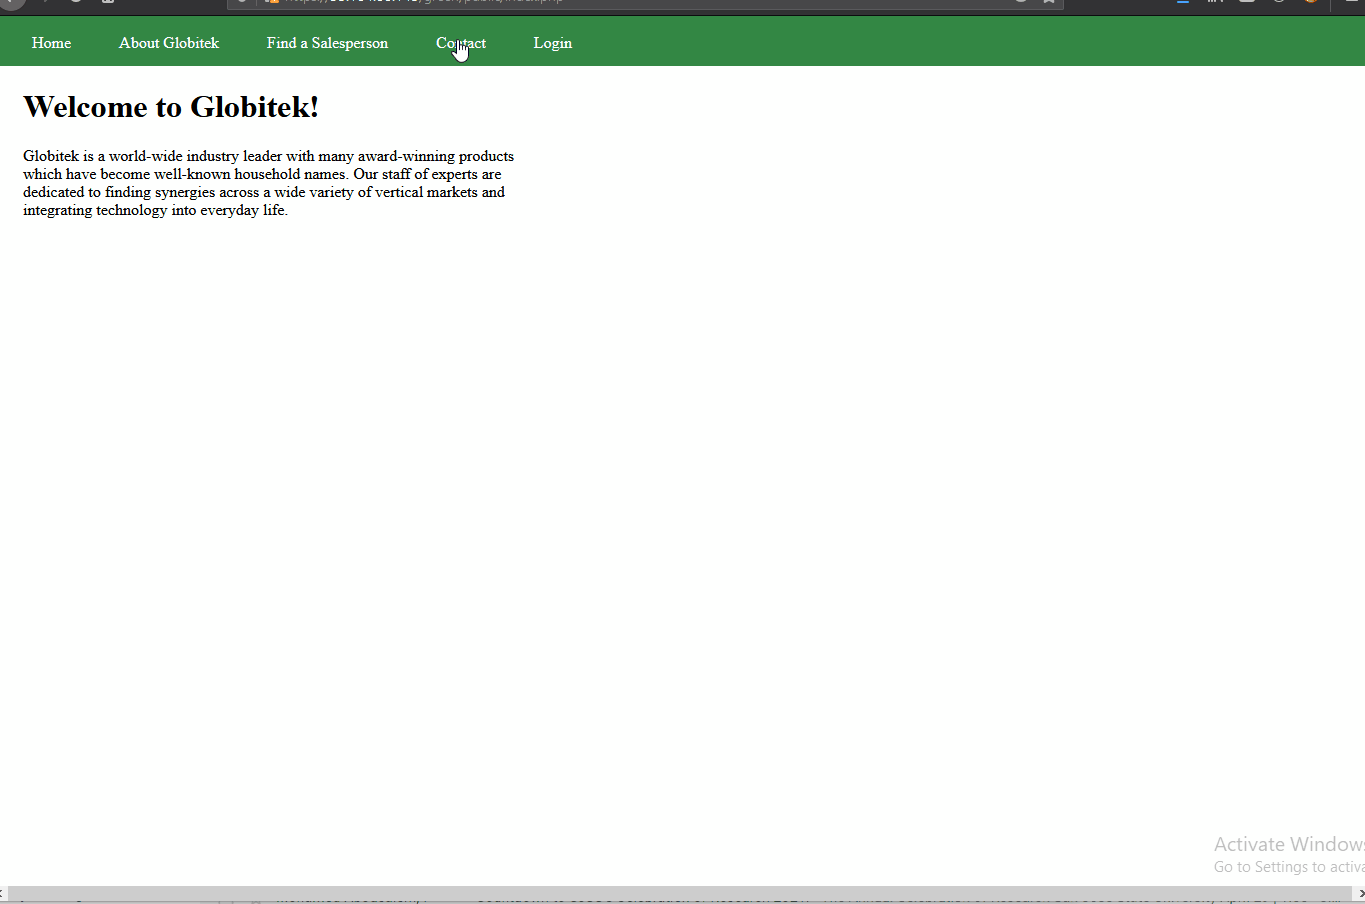 Home About Globitek Find a Salesperson Contact Login
Welcome to Globitek!
Globitek is a world-wide industry leader with many award-winning products
which have become well-known household names. Our staff of experts are
dedicated to finding synergies across a wide variety of vertical markets and
integrating technology into everyday life.
Activate Windows
Go to Settings to activa